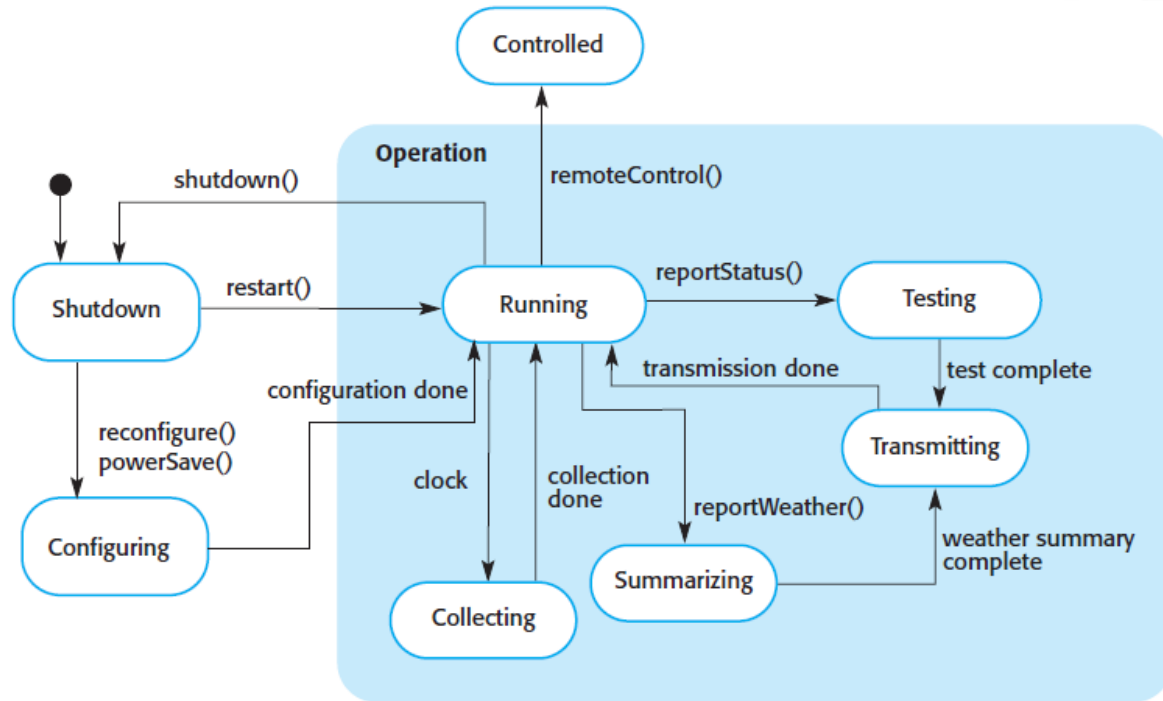 Controlled
Operation
shutdown()
remoteControl()
Shutdown
restart()
Running
reportStatus()
Testing
configuration done
transmission done
test complete
reconfigure()
powerSave()
clock
collection
done
Transmitting
reportWeather()
Configuring
weather summary
complete
Summarizing
Collecting